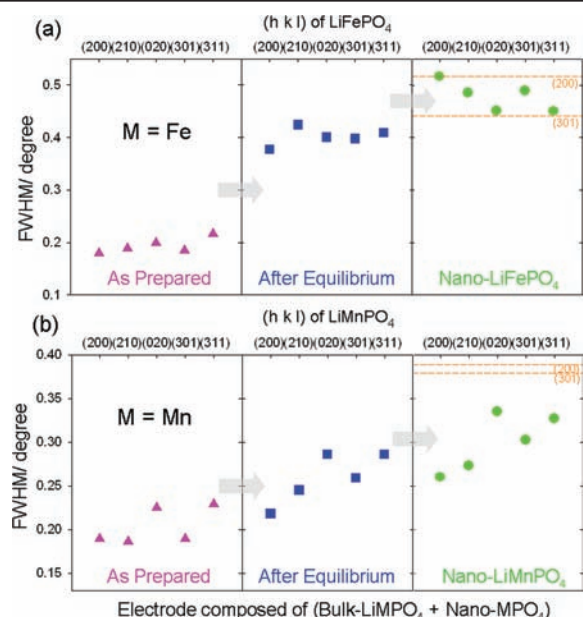 (a)
(h k l) of LiFePO₄
(200)(210)(020)(301)(311)
(200)(210)(020)(301)(311)
(200)(210)(020)(301)(311)
FWHM/ degree
0.5
0.4
0.3
0.2
0.1
M = Fe
(200)
(301)
As Prepared
After Equilibrium
Nano-LiFePO₄
(b)
(h k l) of LiMnPO₄
(200)(210)(020)(301)(311)
(200)(210)(020)(301)(311)
(200)(210)(020)(301)(311)
FWHM/ degree
0.40
0.35
0.30
0.25
0.20
0.15
M = Mn
(200)
(301)
As Prepared
After Equilibrium
Nano-LiMnPO₄
Electrode composed of (Bulk-LiMPO₄ + Nano-MPO₄)